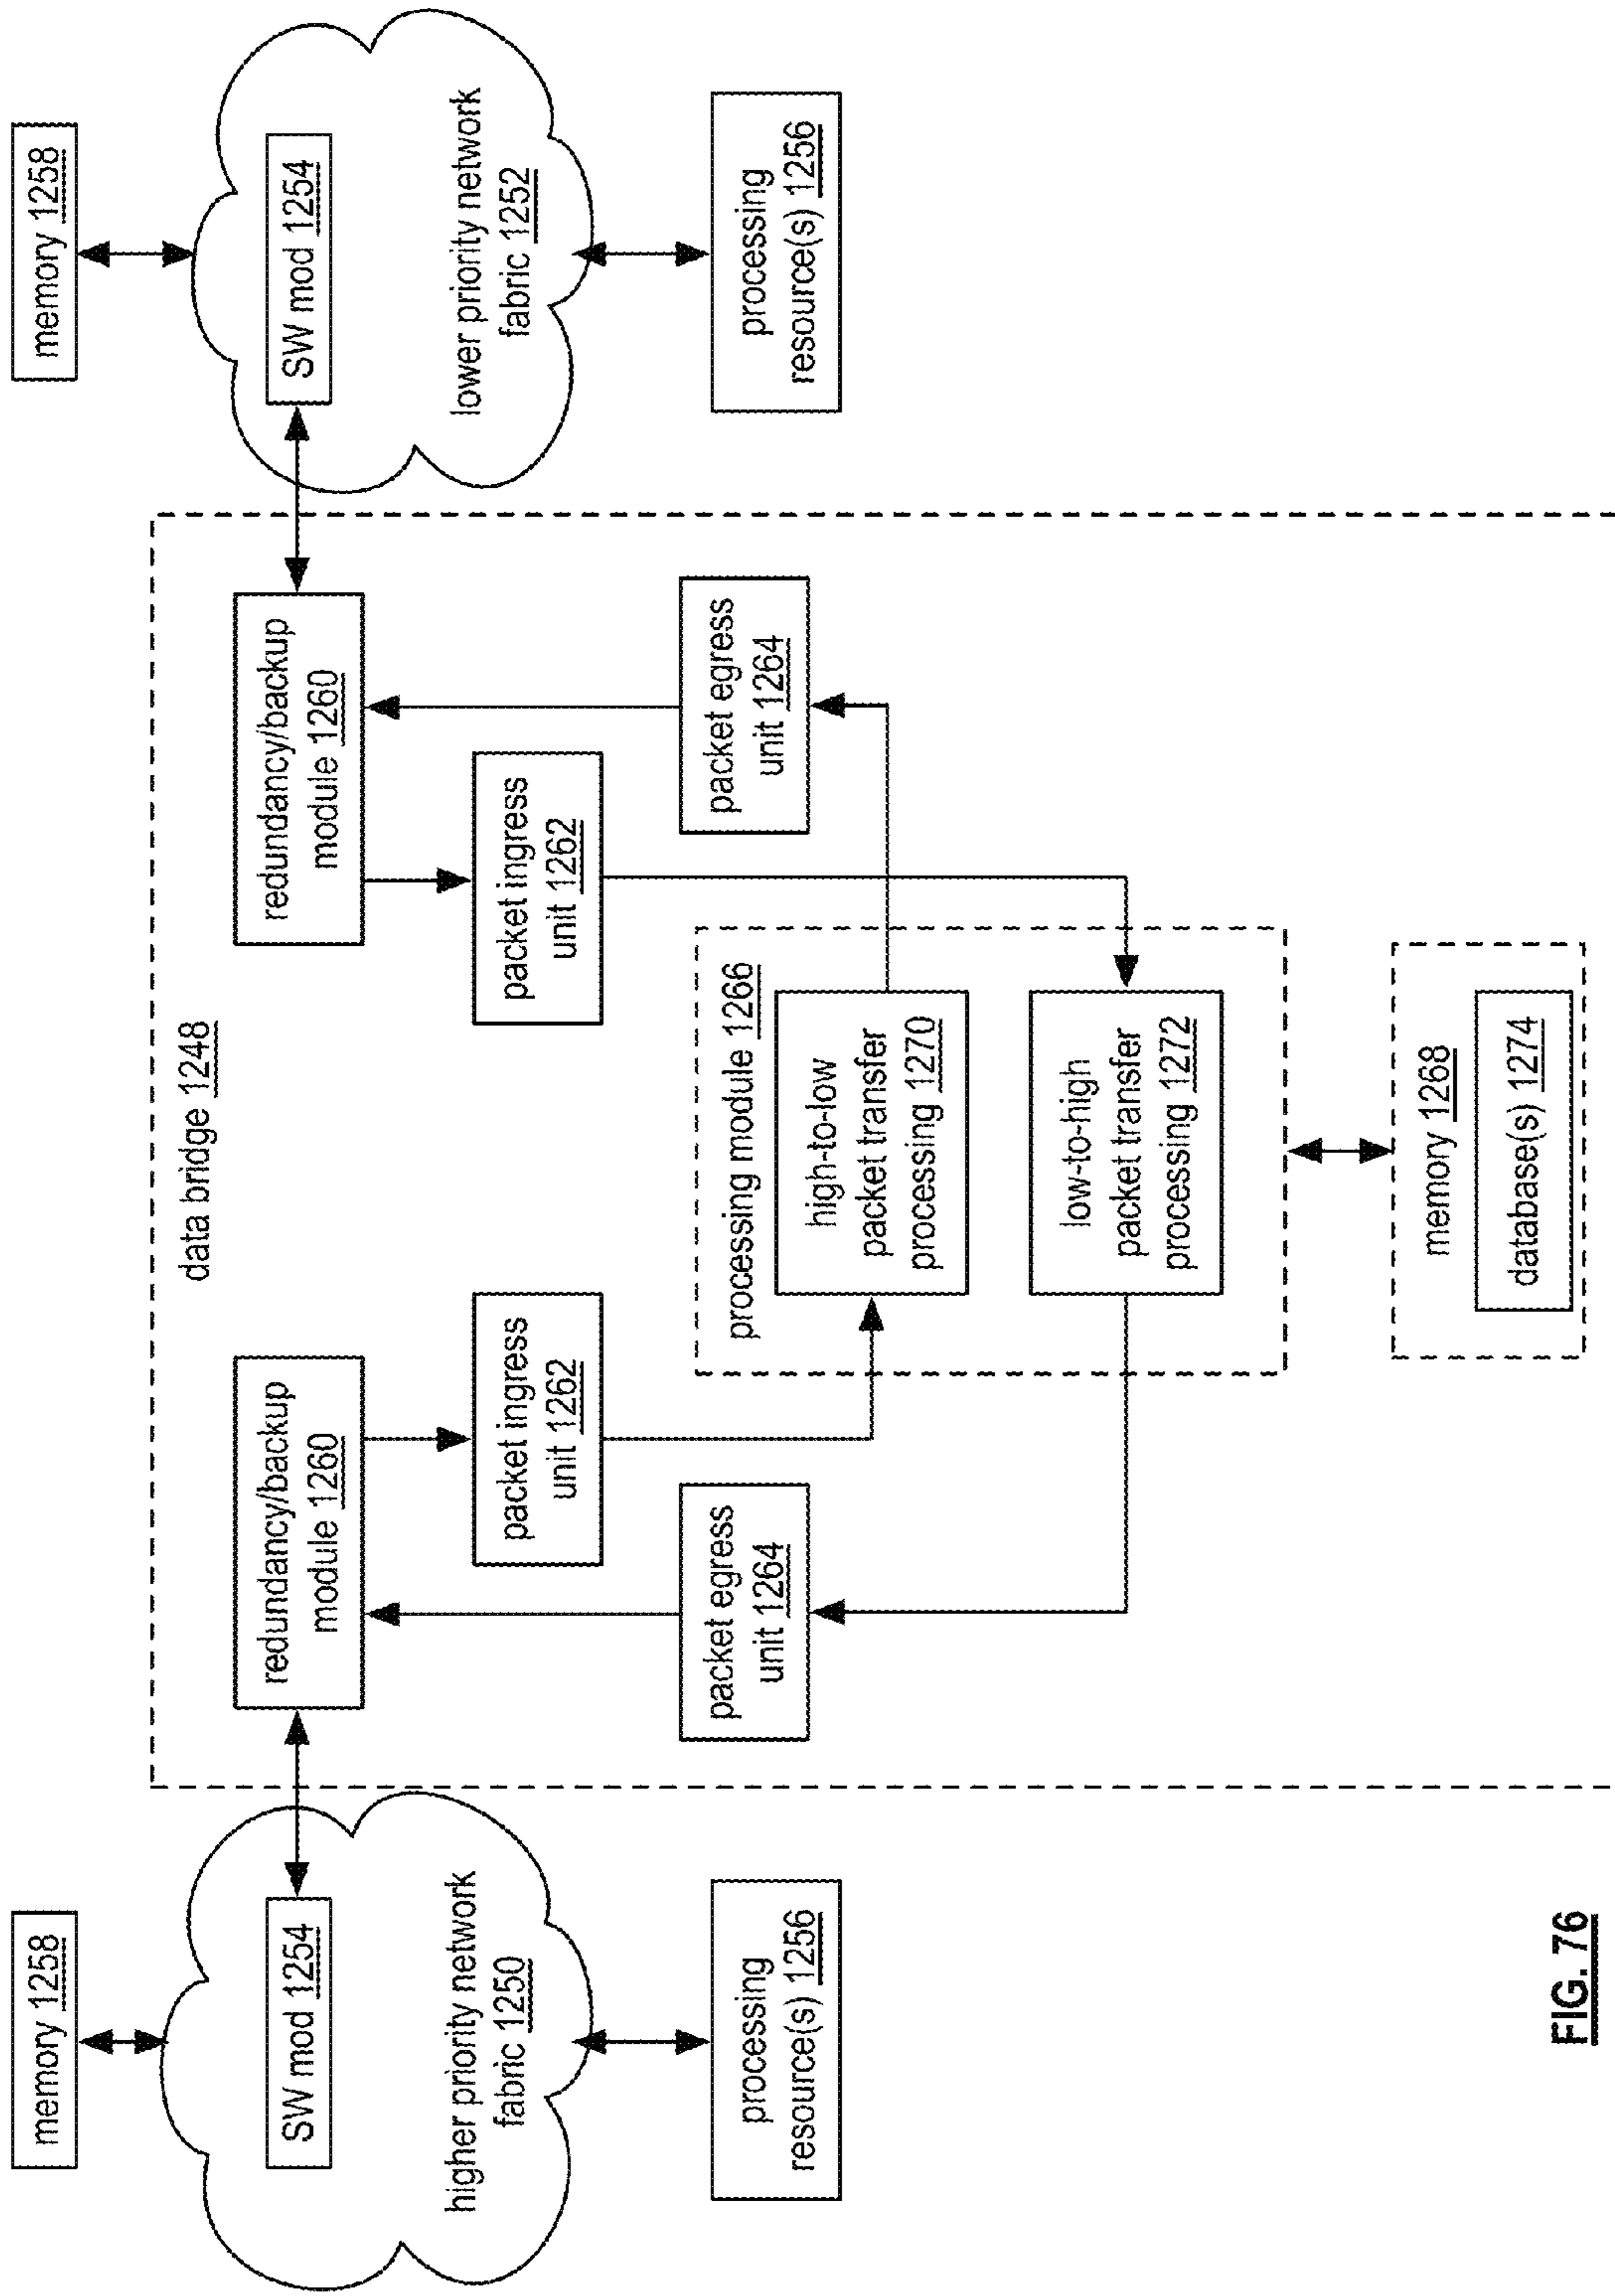 memory 1258
SW mod 1254
higher priority network
fabric 1250
processing
resource(s) 1256
data bridge 1248
redundancy/backup
module 1260
packet ingress
unit 1262
packet egress
unit 1264
processing module 1266
high-to-low
packet transfer
processing 1270
low-to-high
packet transfer
processing 1272
memory 1268
database(s) 1274
redundancy/backup
module 1260
packet ingress
unit 1262
packet egress
unit 1264
memory 1258
SW mod 1254
lower priority network
fabric 1252
processing
resource(s) 1256
FIG. 76